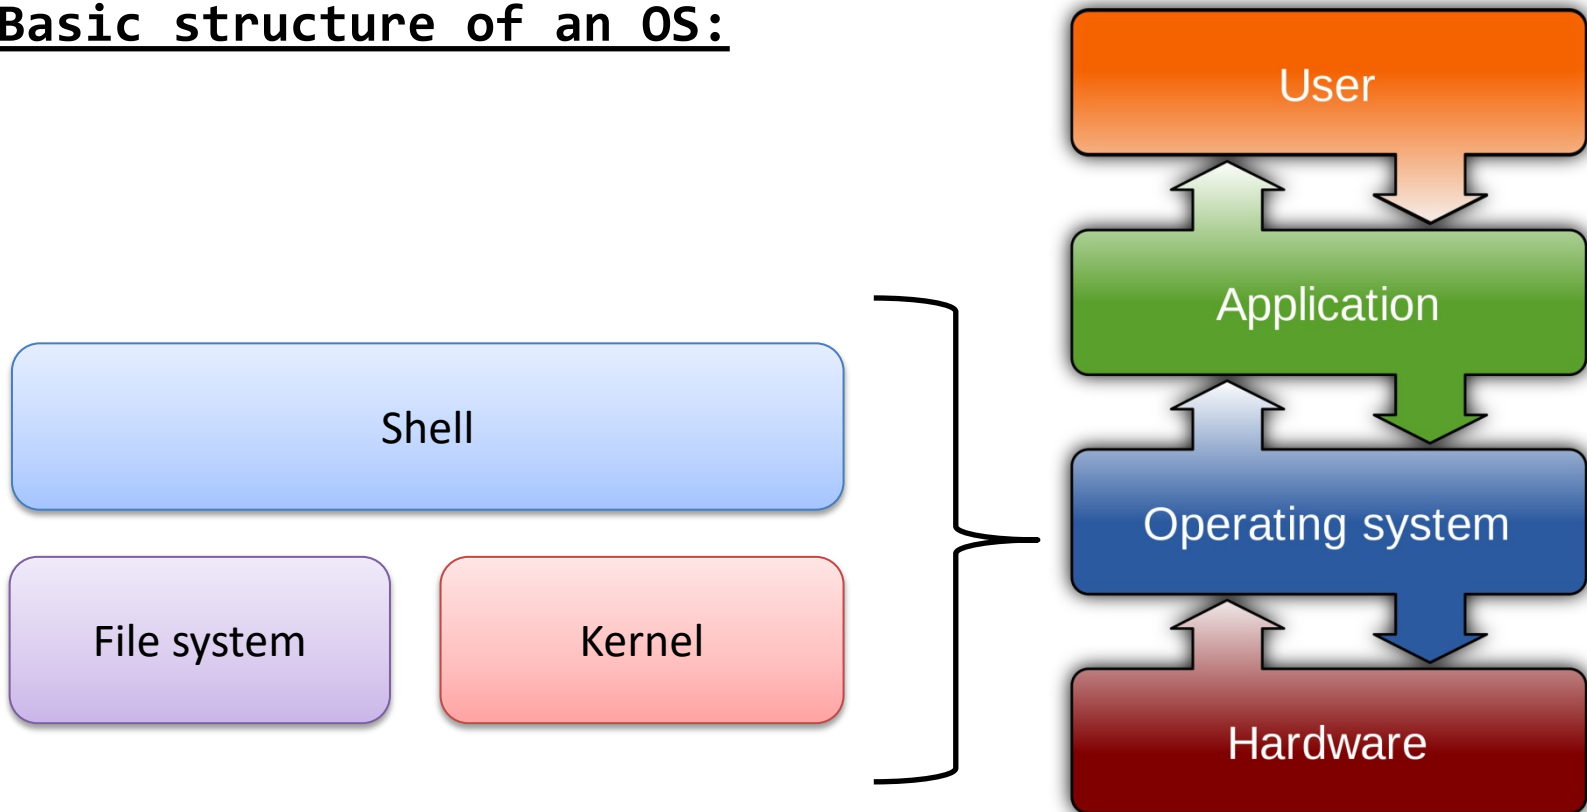 Basic structure of an OS:
User
Application
Shell
Operating system
File system
Kernel
Hardware